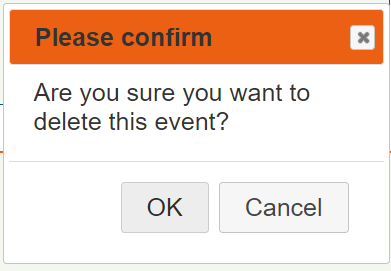 Please confirm
Are you sure you want to
delete this event?
OK
Cancel